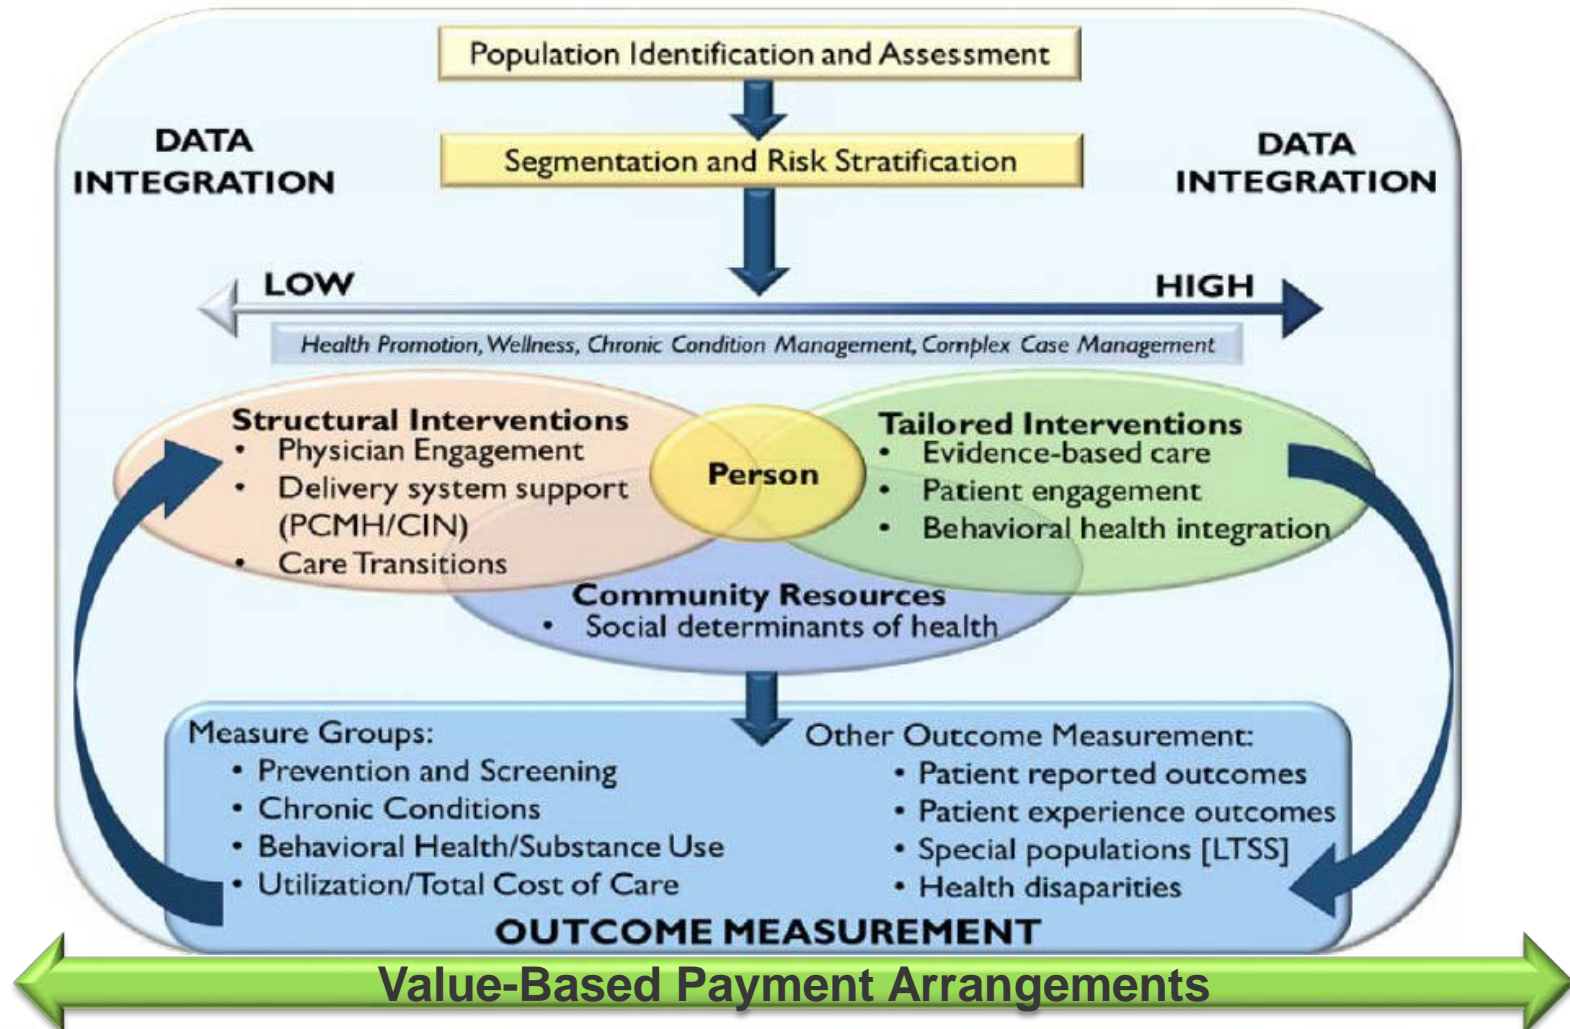 Population Identification and Assessment
DATA
INTEGRATION
Segmentation and Risk Stratification
DATA
INTEGRATION
LOW
HIGH
Health Promotion, Wellness, Chronic Condition Management, Complex Case Management
Structural Interventions
• Physician Engagement
• Delivery system support
(PCMH/CIN)
• Care Transitions
Person
Tailored Interventions
• Evidence-based care
• Patient engagement
• Behavioral health integration
Community Resources
• Social determinants of health
Measure Groups:
• Prevention and Screening
• Chronic Conditions
• Behavioral Health/Substance Use
• Utilization/Total Cost of Care
Other Outcome Measurement:
• Patient reported outcomes
• Patient experience outcomes
• Special populations [LTSS]
• Health disaparities
OUTCOME MEASUREMENT
Value-Based Payment Arrangements